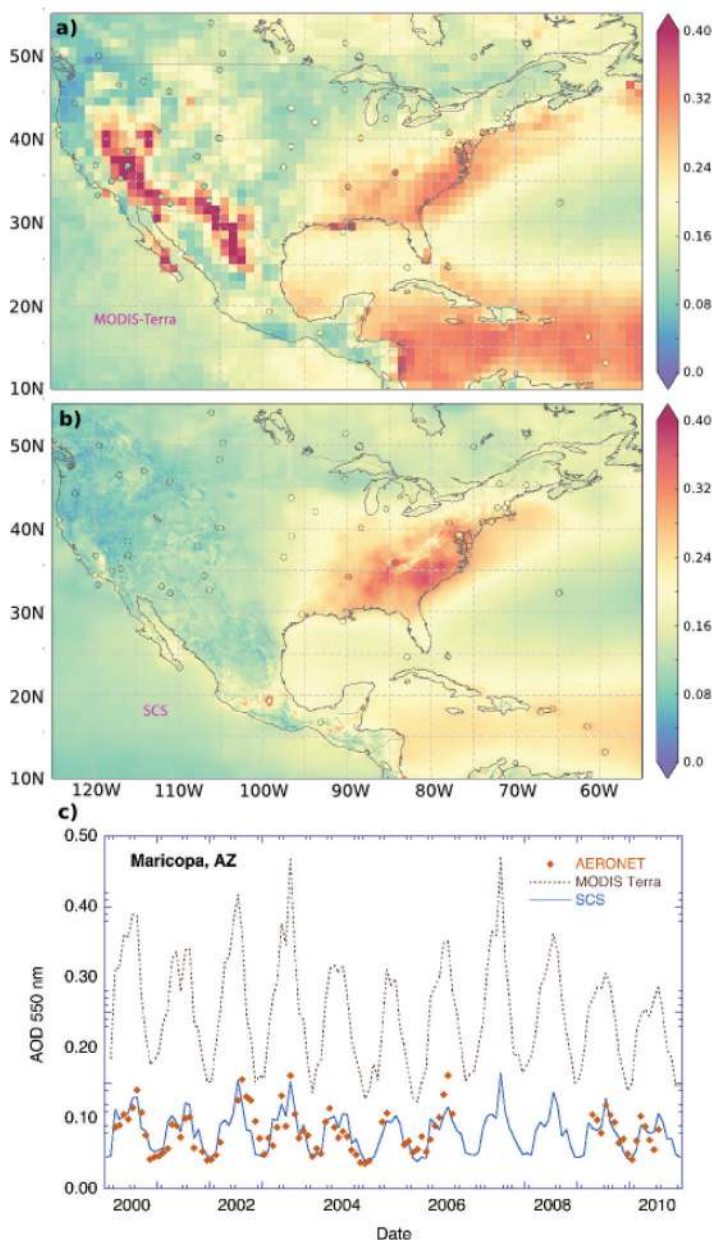 a)
50N
40N
30N
20N
10N
MODIS-Terra
0.40
0.32
0.24
0.16
0.08
0.0
b)
50N
40N
30N
20N
10N
SCS
0.40
0.32
0.24
0.16
0.08
0.0
120W 110W 100W 90W 80W 70W 60W
c)
0.50
0.40
0.30
0.20
0.10
0.00
AOD 550 nm
Maricopa, AZ
AERONET
MODIS Terra
SCS
2000 2002 2004 2006 2008 2010
Date